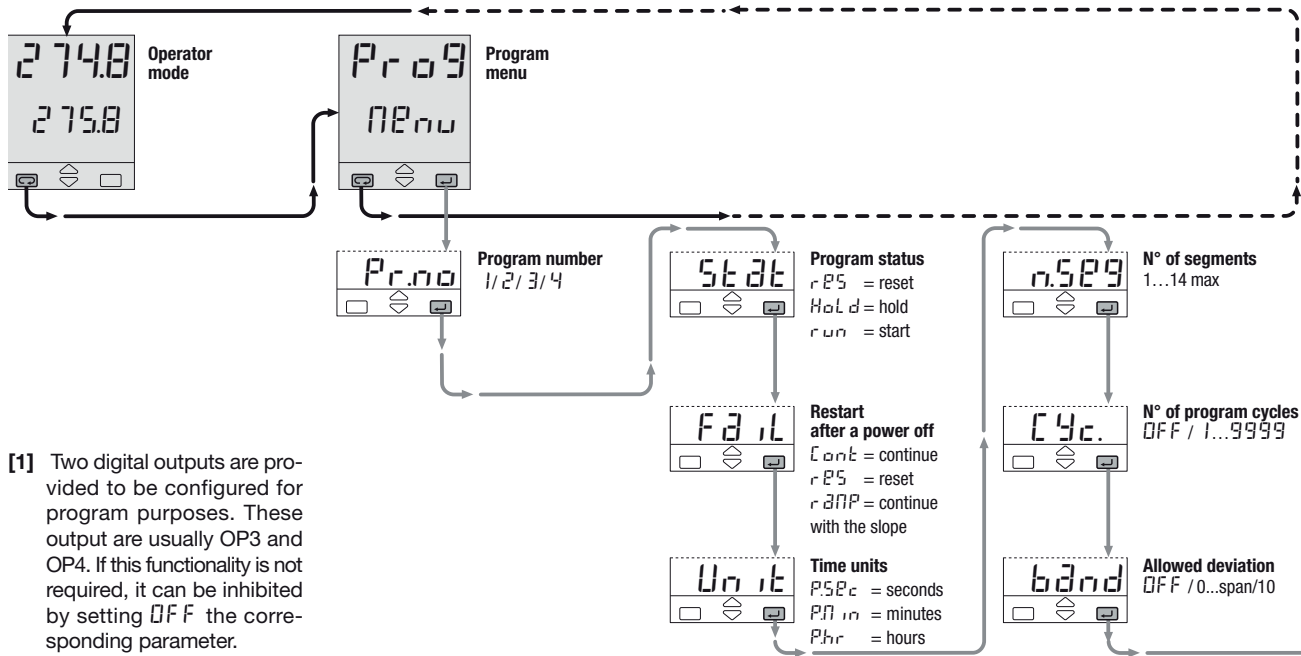 274.8
275.8
Operator
mode
Prog
Menu
Program
menu
Pr.no
Program number
1/ 2/ 3/ 4
Stat
Program status
res = reset
Hold = hold
run = start
Fail
Restart
after a power off
Cont = continue
res = reset
ramp = continue
with the slope
Unit
Time units
P.Sec = seconds
P.Min = minutes
P.hr = hours
n.Seg
N° of segments
1…14 max
Cyc.
N° of program cycles
OFF / 1...9999
band
Allowed deviation
OFF / 0...span/10
[1] Two digital outputs are pro-
vided to be configured for
program purposes. These
output are usually OP3 and
OP4. If this functionality is not
required, it can be inhibited
by setting OFF the corre-
sponding parameter.